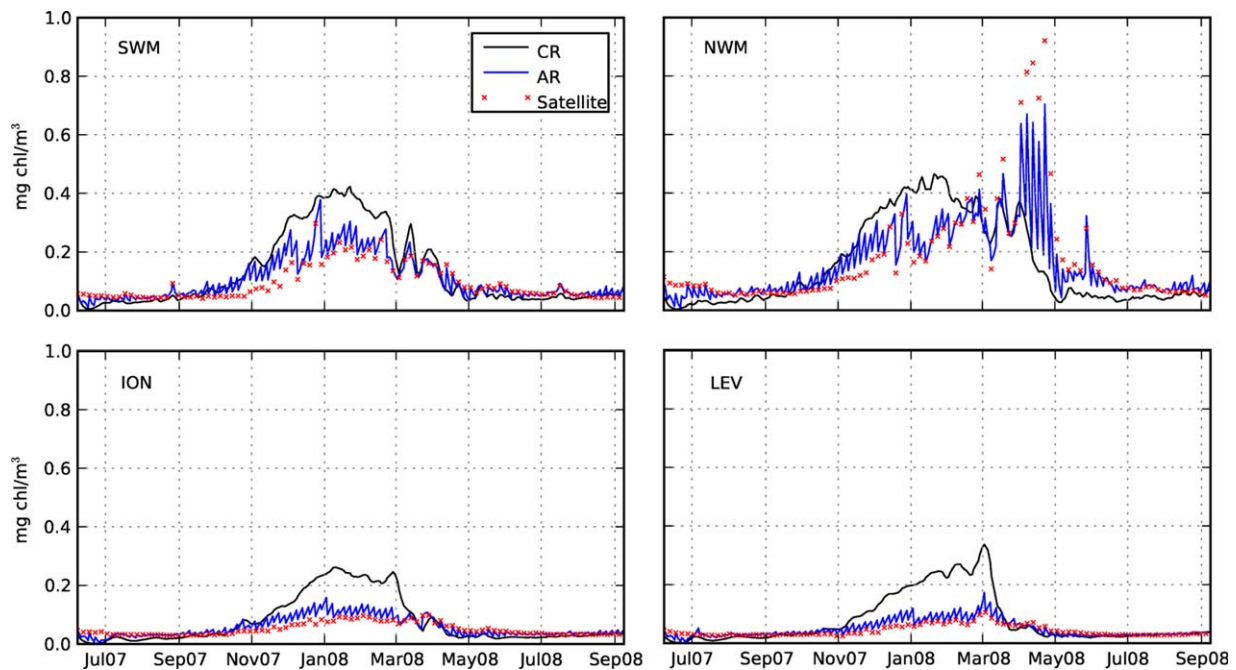 SWM
NWM
CR
AR
Satellite
mg chl/m³
1.0
0.8
0.6
0.4
0.2
0.0
ION
LEV
mg chl/m³
1.0
0.8
0.6
0.4
0.2
0.0
Jul07 Sep07 Nov07 Jan08 Mar08 May08 Jul08 Sep08
Jul07 Sep07 Nov07 Jan08 Mar08 May08 Jul08 Sep08